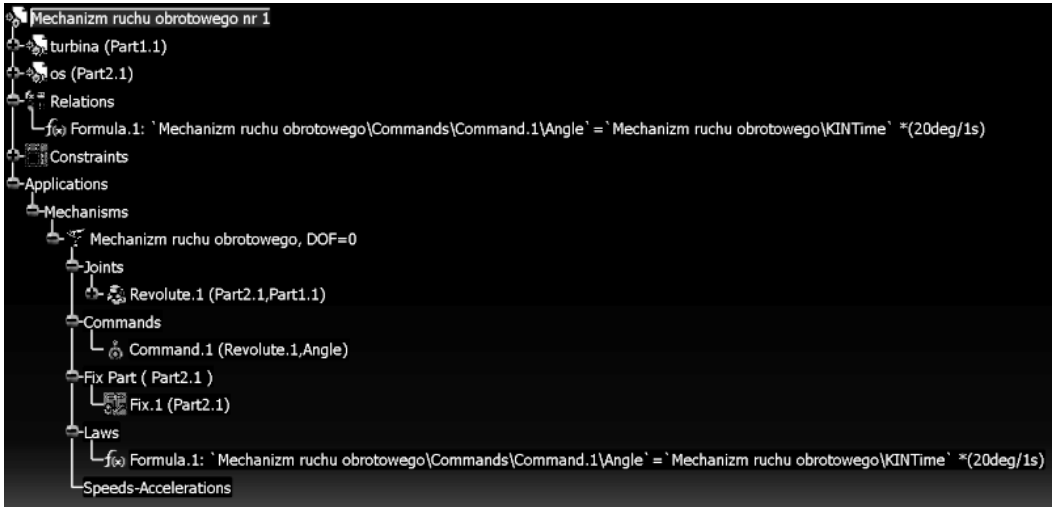 Mechanizm ruchu obrotowego nr 1
turbina (Part1.1)
os (Part2.1)
Relations
f(x) Formula.1: `Mechanizm ruchu obrotowego\Commands\Command.1\Angle`=`Mechanizm ruchu obrotowego\KINTime` *(20deg/1s)
Constraints
Applications
Mechanisms
Mechanizm ruchu obrotowego, DOF=0
Joints
Revolute.1 (Part2.1,Part1.1)
Commands
Command.1 (Revolute.1,Angle)
Fix Part ( Part2.1 )
Fix.1 (Part2.1)
Laws
f(x) Formula.1: `Mechanizm ruchu obrotowego\Commands\Command.1\Angle`=`Mechanizm ruchu obrotowego\KINTime` *(20deg/1s)
Speeds-Accelerations